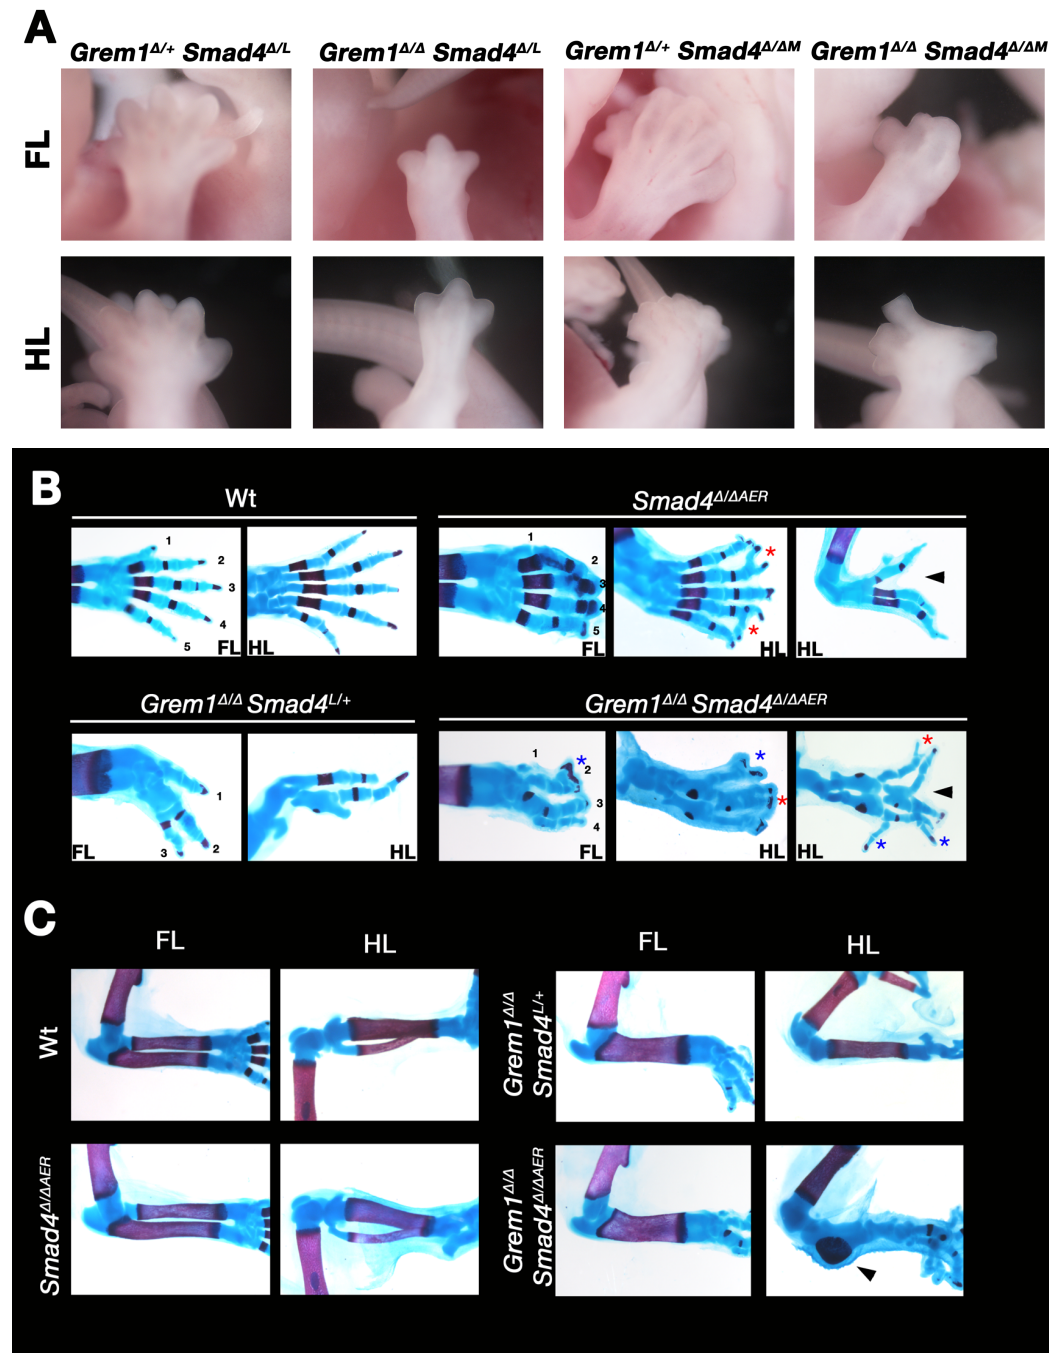 A
Grem1Δ/+ Smad4Δ/L
Grem1Δ/Δ Smad4Δ/L
Grem1Δ/+ Smad4Δ/ΔM
Grem1Δ/Δ Smad4Δ/ΔM
FL
HL
B
Wt
Smad4Δ/ΔAER
1
2
3
4
5
FL
HL
1
2
3
4
5
FL
*
*
HL
HL
Grem1Δ/Δ Smad4L/+
Grem1Δ/Δ Smad4Δ/ΔAER
1
2
3
FL
HL
1
*
2
3
4
FL
*
*
HL
*
*
*
HL
C
FL
HL
FL
HL
Wt
Grem1Δ/Δ
Smad4L/+
Smad4Δ/ΔAER
Grem1Δ/Δ
Smad4Δ/ΔAER